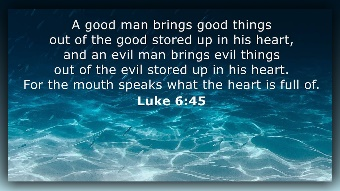 A good man brings good things
out of the good stored up in his heart,
and an evil man brings evil things
out of the evil stored up in his heart.
For the mouth speaks what the heart is full of.
Luke 6:45